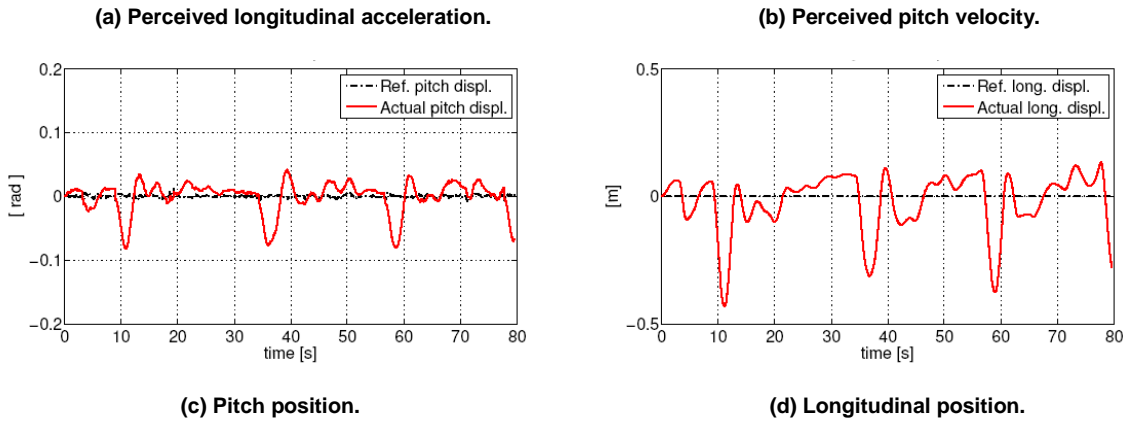 (a) Perceived longitudinal acceleration.
(b) Perceived pitch velocity.
0.2
0.1
0
−0.1
−0.2
[ rad ]
Ref. pitch displ.
Actual pitch displ.
0 10 20 30 40 50 60 70 80
time [s]
0.5
0
−0.5
[m]
Ref. long. displ.
Actual long. displ.
0 10 20 30 40 50 60 70 80
time [s]
(c) Pitch position.
(d) Longitudinal position.